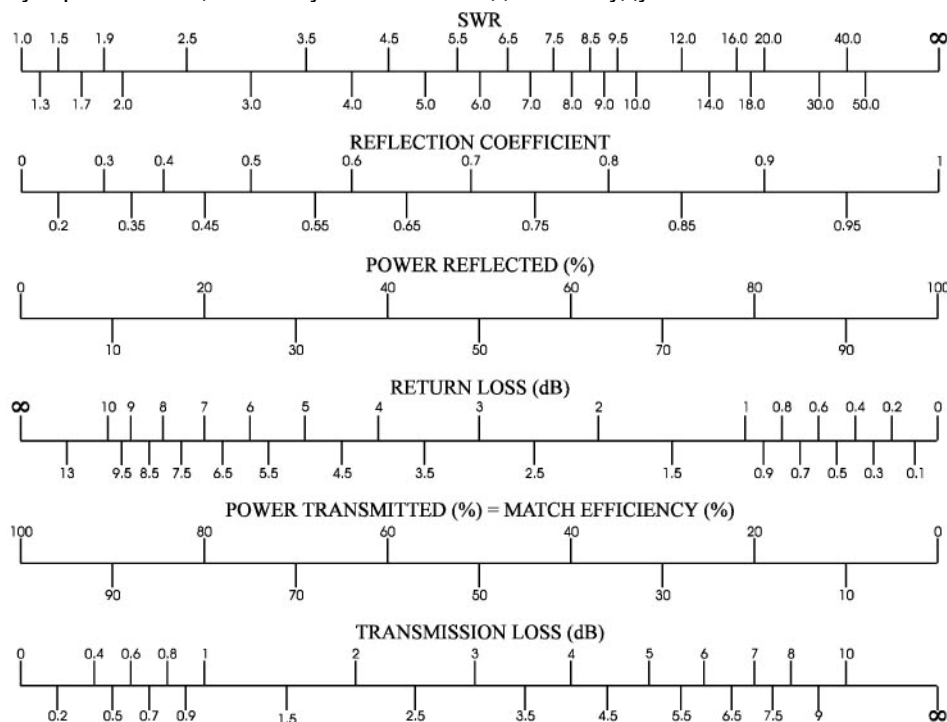 SWR
1.0 1.5 1.9 2.5 3.5 4.5 5.5 6.5 7.5 8.5 9.5 12.0 16.0 20.0 40.0 ∞
1.3 1.7 2.0 3.0 4.0 5.0 6.0 7.0 8.0 9.0 10.0 14.0 18.0 30.0 50.0
REFLECTION COEFFICIENT
0 0.3 0.4 0.5 0.6 0.7 0.8 0.9 1
0.2 0.35 0.45 0.55 0.65 0.75 0.85 0.95
POWER REFLECTED (%)
0 20 40 60 80 100
10 30 50 70 90
RETURN LOSS (dB)
∞ 10 9 8 7 6 5 4 3 2 1 0.8 0.6 0.4 0.2 0
13 9.5 8.5 7.5 6.5 5.5 4.5 3.5 2.5 1.5 0.9 0.7 0.5 0.3 0.1
POWER TRANSMITTED (%) = MATCH EFFICIENCY (%)
100 80 60 40 20 0
90 70 50 30 10
TRANSMISSION LOSS (dB)
0 0.4 0.6 0.8 1 2 3 4 5 6 7 8 10
0.2 0.5 0.7 0.9 1.5 2.5 3.5 4.5 5.5 6.5 7.5 9 ∞